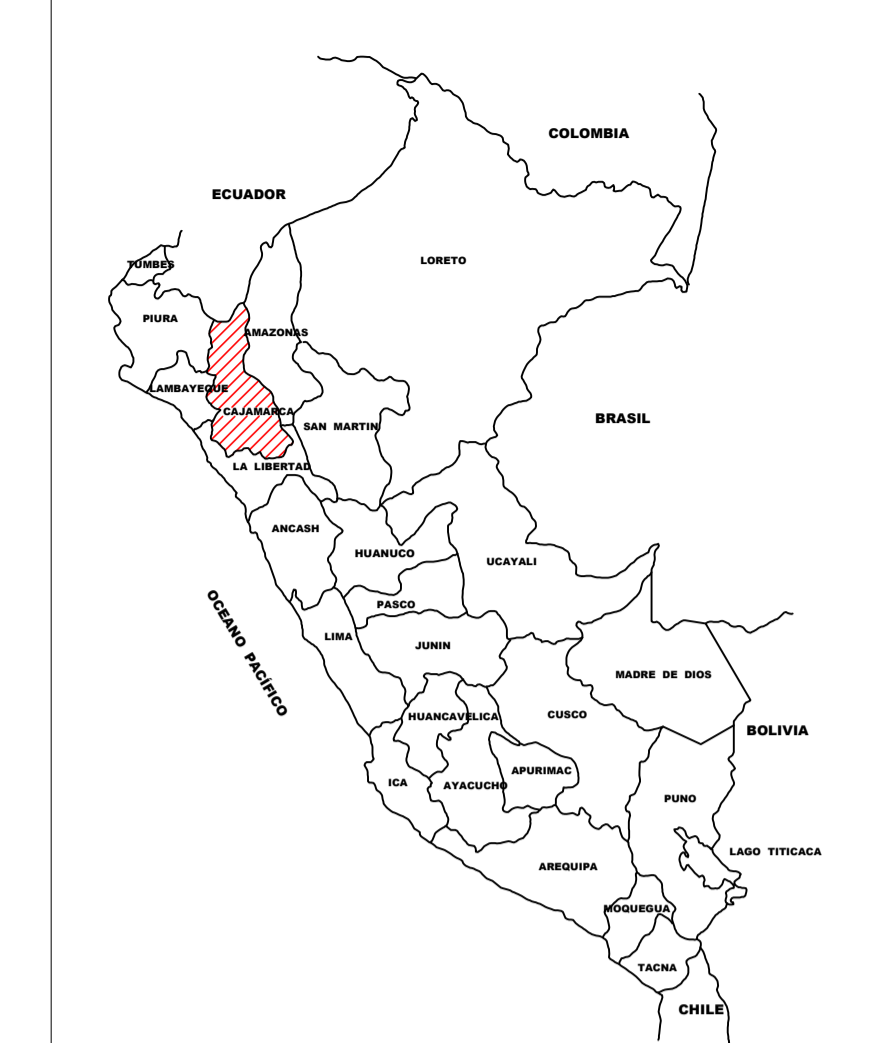 COLOMBIA
ECUADOR
LORETO
TUMBES
PIURA
AMAZONAS
LAMBAYEQUE
CAJAMARCA
BRASIL
SAN MARTIN
LA LIBERTAD
ANCASH
HUANUCO
UCAYALI
PASCO
OCEANO PACÍFICO
LIMA
JUNIN
MADRE DE DIOS
HUANCAVELICA
CUSCO
BOLIVIA
APURIMAC
ICA
AYACUCHO
PUNO
LAGO TITICACA
AREQUIPA
MOQUEGUA
TACNA
CHILE